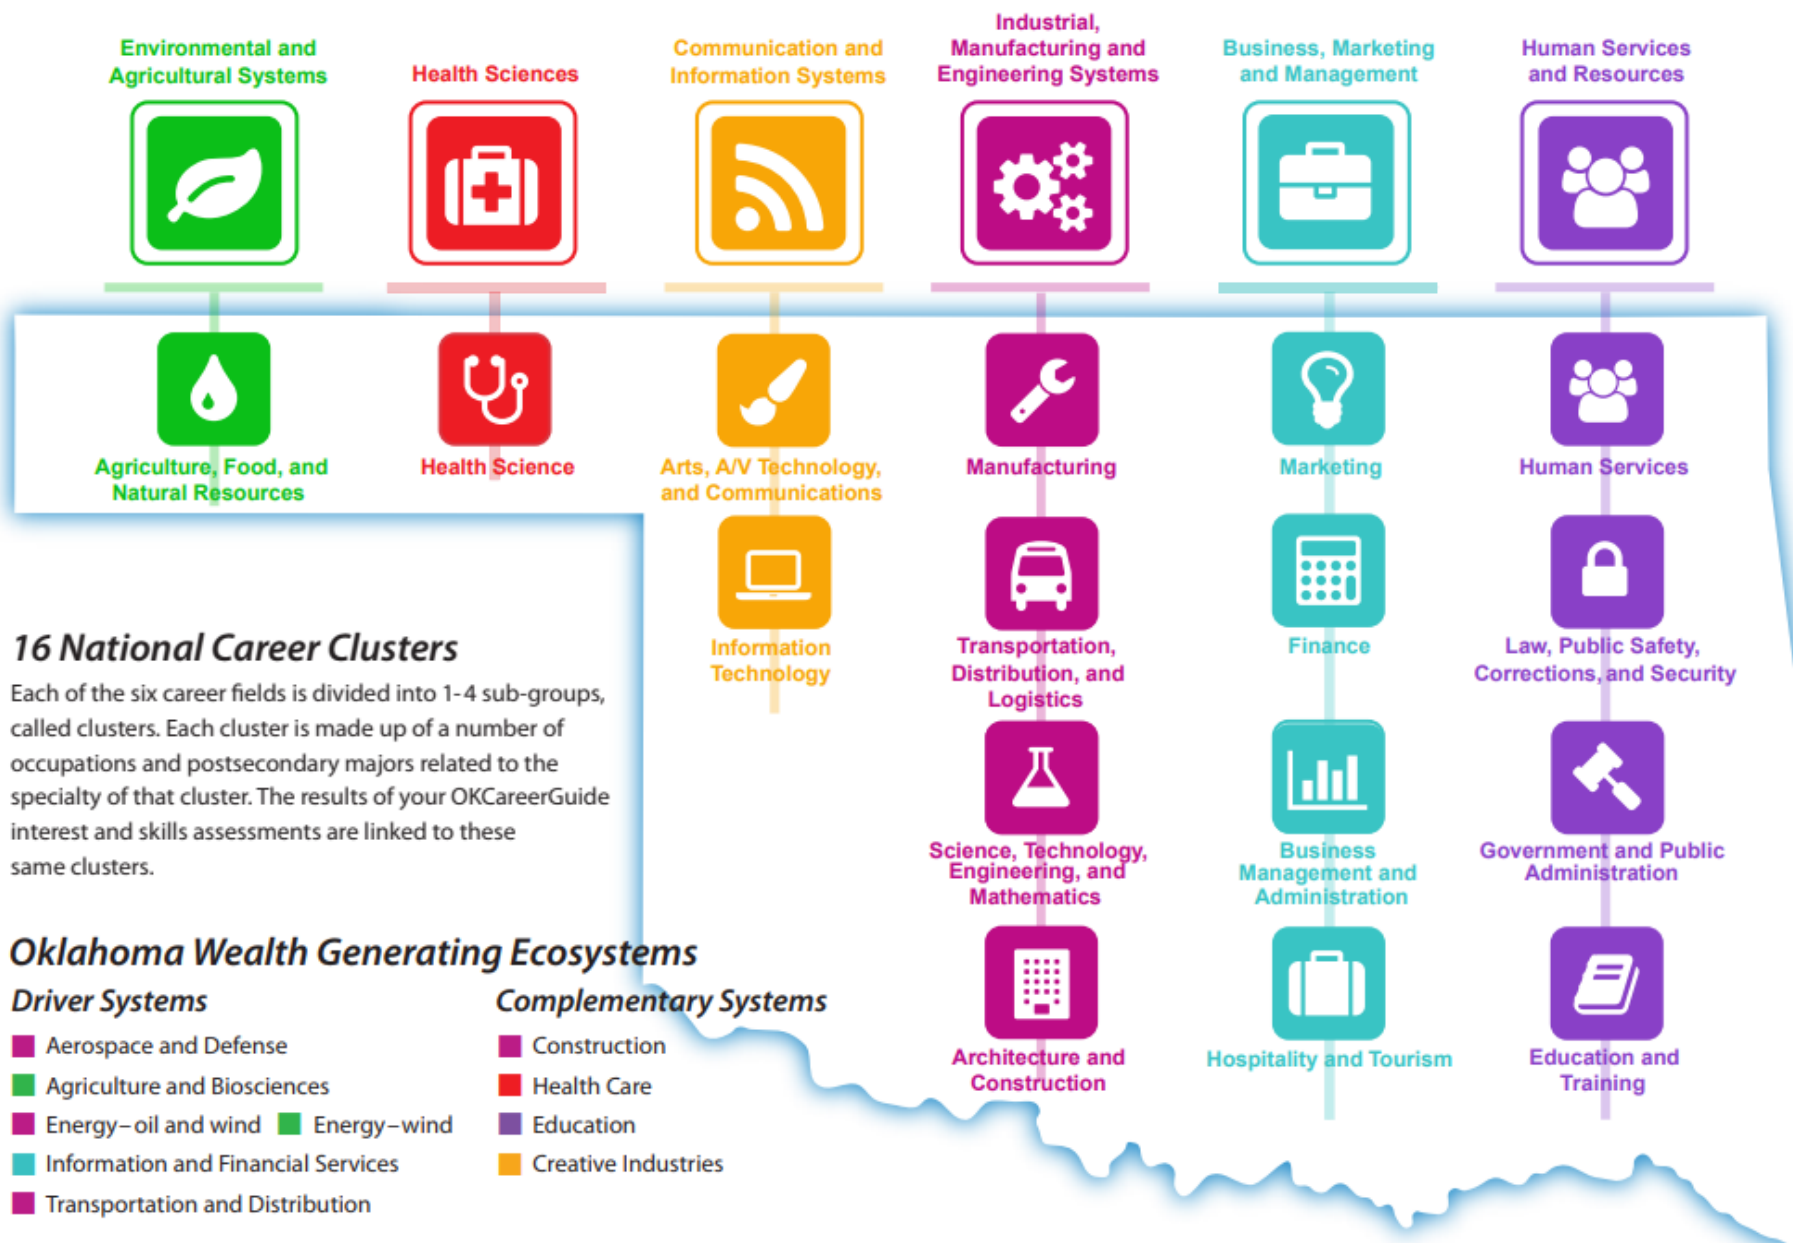 Environmental and
Agricultural Systems
Health Sciences
Communication and
Information Systems
Industrial,
Manufacturing and
Engineering Systems
Business, Marketing
and Management
Human Services
and Resources
Agriculture, Food, and
Natural Resources
Health Science
Arts, A/V Technology,
and Communications
Manufacturing
Marketing
Human Services
Information
Technology
Transportation,
Distribution, and
Logistics
Finance
Law, Public Safety,
Corrections, and Security
Science, Technology,
Engineering, and
Mathematics
Business
Management and
Administration
Government and Public
Administration
Architecture and
Construction
Hospitality and Tourism
Education and
Training
16 National Career Clusters
Each of the six career fields is divided into 1-4 sub-groups,
called clusters. Each cluster is made up of a number of
occupations and postsecondary majors related to the
specialty of that cluster. The results of your OKCareerGuide
interest and skills assessments are linked to these
same clusters.
Oklahoma Wealth Generating Ecosystems
Driver Systems
Aerospace and Defense
Agriculture and Biosciences
Energy–oil and wind Energy–wind
Information and Financial Services
Transportation and Distribution
Complementary Systems
Construction
Health Care
Education
Creative Industries